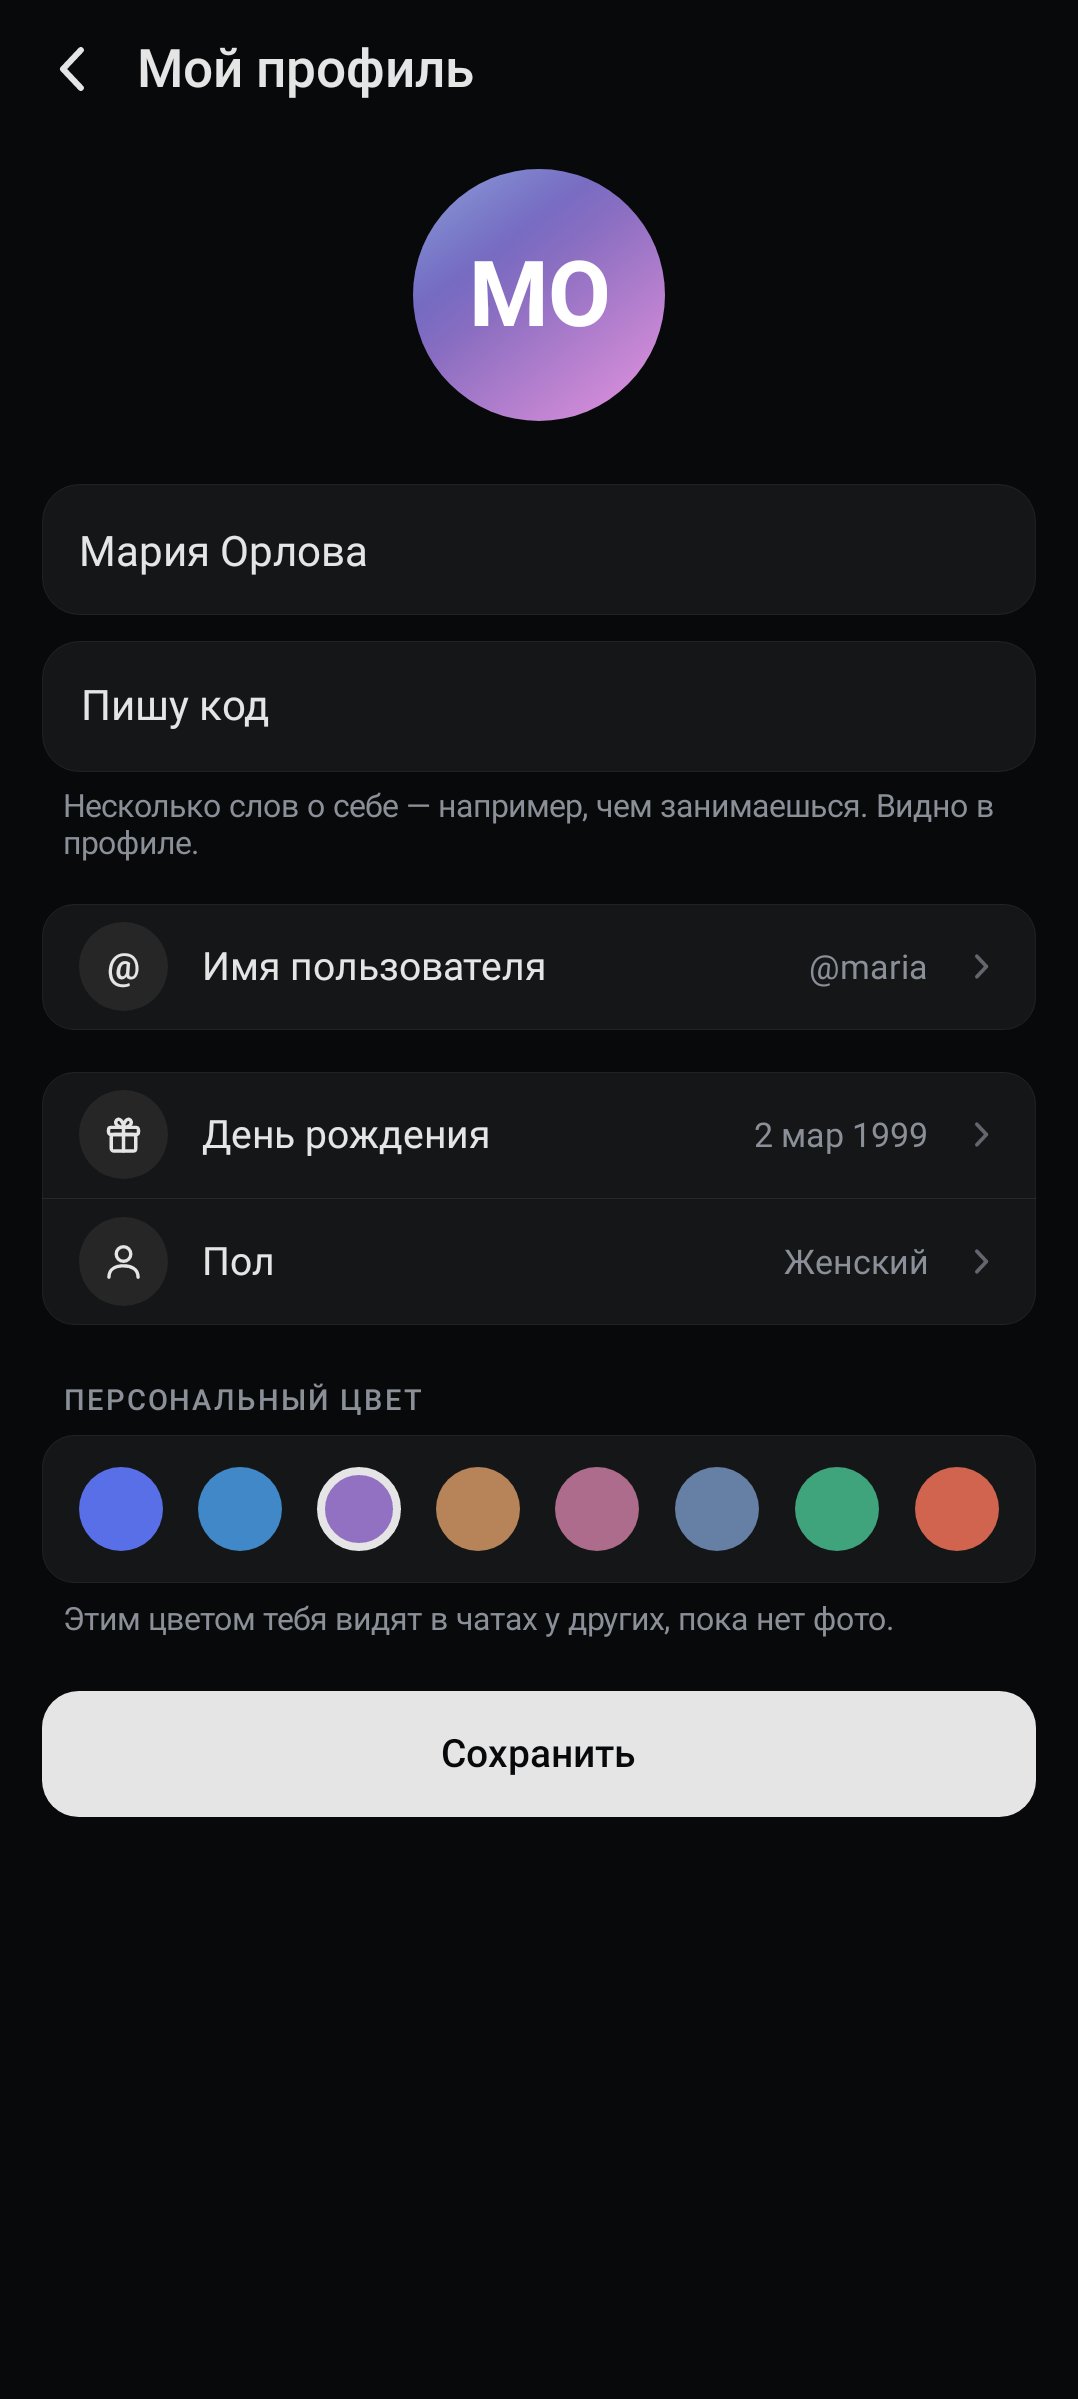 Мой профиль
МО
Мария Орлова
Пишу код
Несколько слов о себе — например, чем занимаешься. Видно в
профиле.
@ Имя пользователя @maria
День рождения 2 мар 1999
Пол Женский
ПЕРСОНАЛЬНЫЙ ЦВЕТ
Этим цветом тебя видят в чатах у других, пока нет фото.
Сохранить